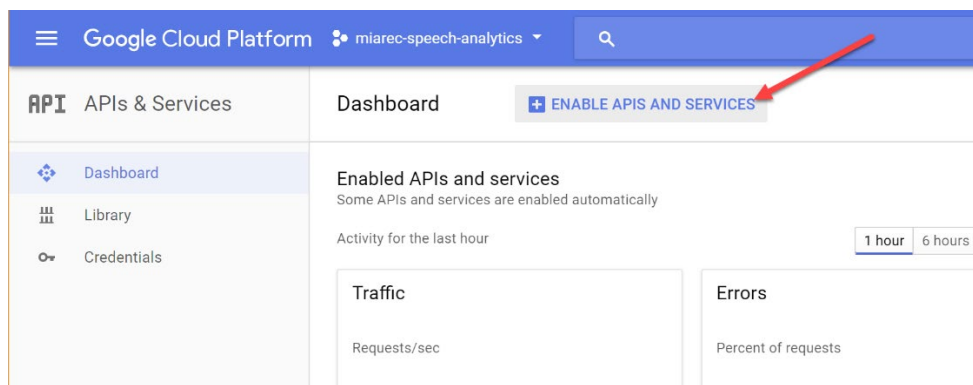 Google Cloud Platform miarec-speech-analytics
API APIs & Services
Dashboard ENABLE APIS AND SERVICES
Dashboard
Library
Credentials
Enabled APIs and services
Some APIs and services are enabled automatically
Activity for the last hour
1 hour 6 hours
Traffic
Requests/sec
Errors
Percent of requests